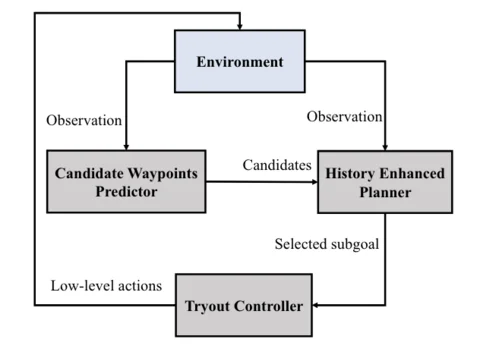 Environment
Observation
Observation
Candidate Waypoints
Predictor
Candidates
History Enhanced
Planner
Selected subgoal
Low-level actions
Tryout Controller